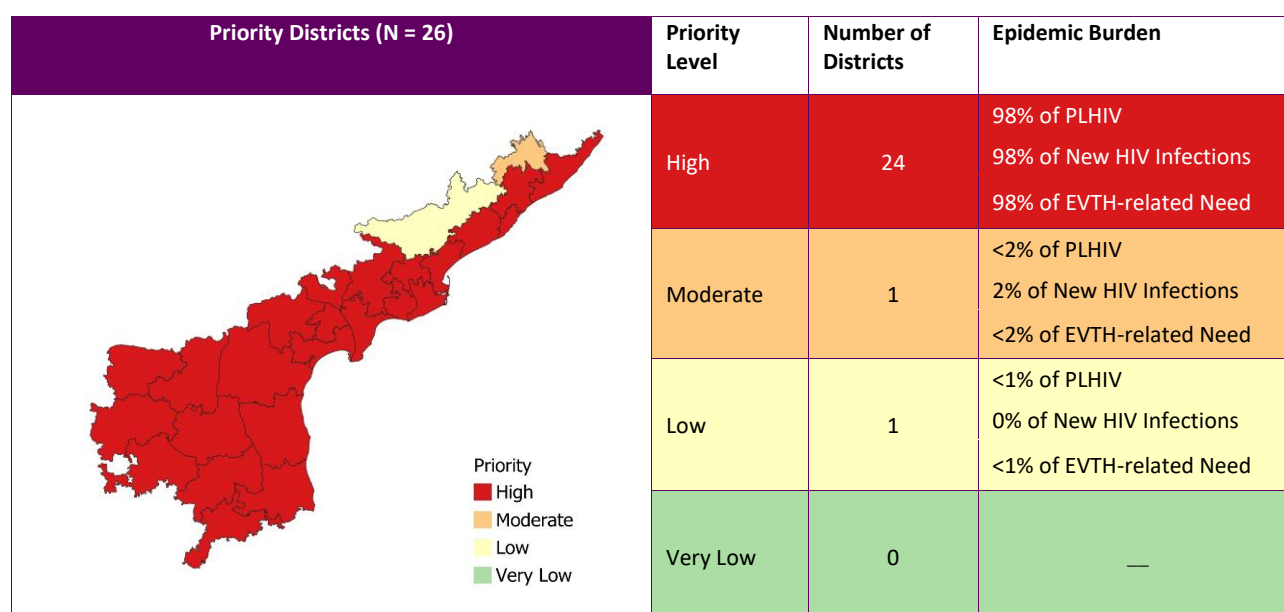 Priority Districts (N = 26)
Priority Level
Number of Districts
Epidemic Burden
High
24
98% of PLHIV
98% of New HIV Infections
98% of EVTH-related Need
Moderate
1
<2% of PLHIV
2% of New HIV Infections
<2% of EVTH-related Need
Low
1
<1% of PLHIV
0% of New HIV Infections
<1% of EVTH-related Need
Very Low
0
__
Priority
High
Moderate
Low
Very Low